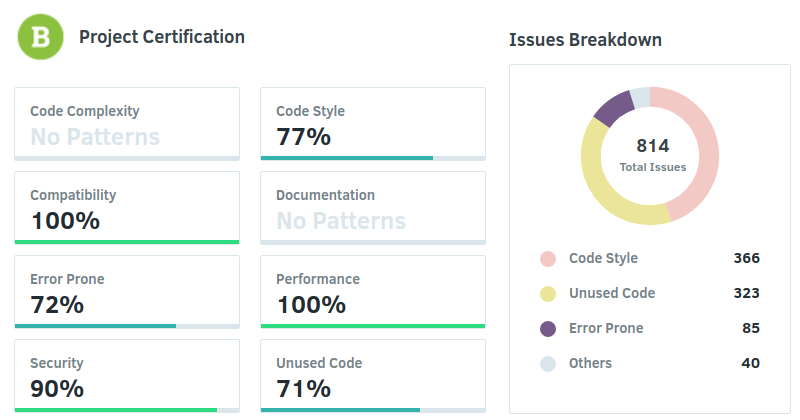 B Project Certification
Code Complexity
No Patterns
Code Style
77%
Compatibility
100%
Documentation
No Patterns
Error Prone
72%
Performance
100%
Security
90%
Unused Code
71%
Issues Breakdown
814
Total Issues
Code Style 366
Unused Code 323
Error Prone 85
Others 40